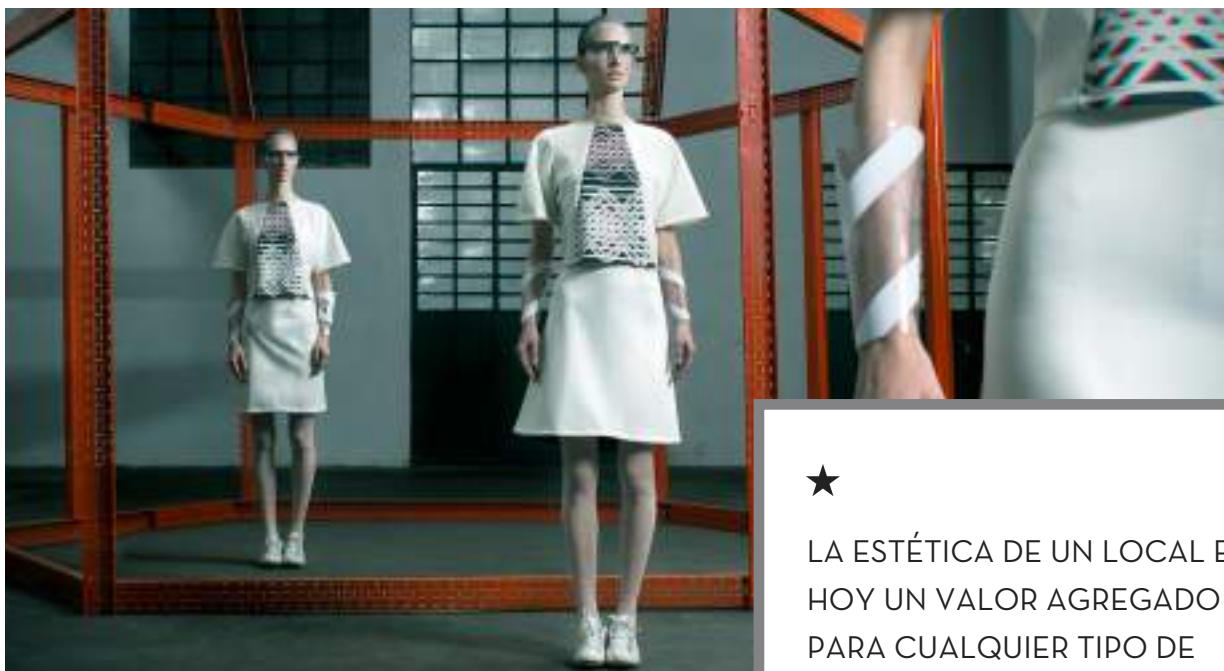 LA ESTÉTICA DE UN LOCAL
HOY UN VALOR AGREGADO
PARA CUALQUIER TIPO DE